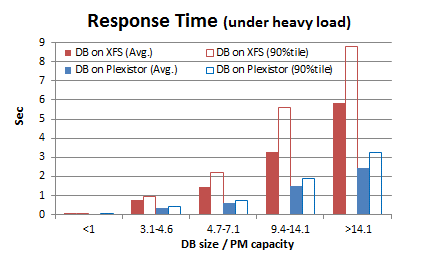 Response Time (under heavy load)
DB on XFS (Avg.) DB on XFS (90%tile)
DB on Plexistor (Avg.) DB on Plexistor (90%tile)
9
8
7
6
5
4
3
2
1
0
Sec
<1 3.1-4.6 4.7-7.1 9.4-14.1 >14.1
DB size / PM capacity